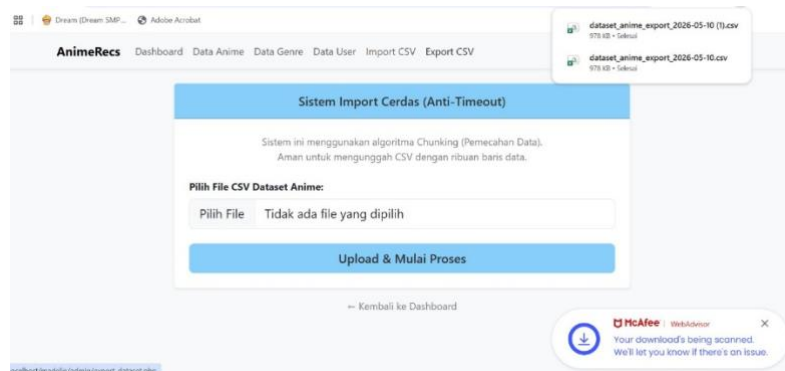 Dream (Dream SMP... Adobe Acrobat
dataset_anime_export_2026-05-10 (1).csv
978 KB • Selesai
dataset_anime_export_2026-05-10.csv
978 KB • Selesai
AnimeRecs Dashboard Data Anime Data Genre Data User Import CSV Export CSV
Sistem Import Cerdas (Anti-Timeout)
Sistem ini menggunakan algoritma Chunking (Pemecahan Data).
Aman untuk mengunggah CSV dengan ribuan baris data.
Pilih File CSV Dataset Anime:
Pilih File Tidak ada file yang dipilih
Upload & Mulai Proses
← Kembali ke Dashboard
McAfee | WebAdvisor
Your download's being scanned.
We'll let you know if there's an issue.